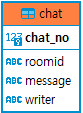 chat
123 chat_no
ABC roomid
ABC message
ABC writer